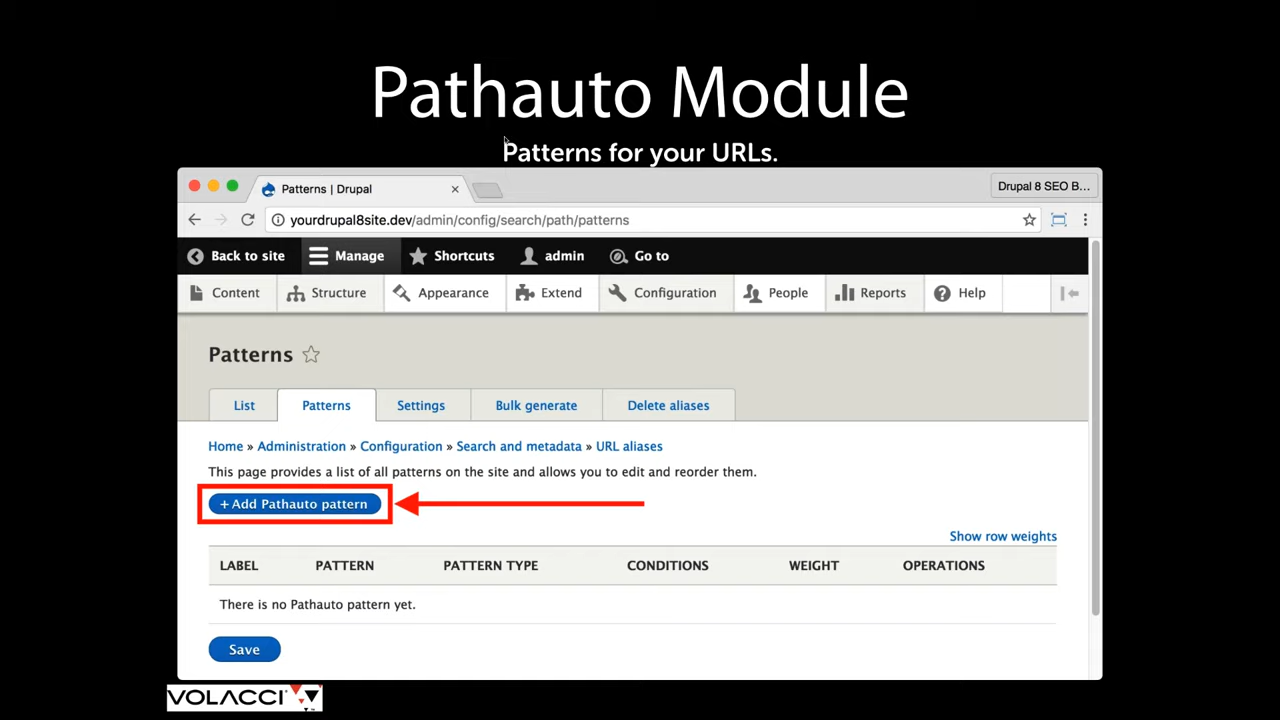 Pathauto Module
Patterns for your URLs.
Patterns | Drupal
Drupal 8 SEO B...
yourdrupal8site.dev/admin/config/search/path/patterns
Back to site Manage Shortcuts admin Go to
Content Structure Appearance Extend Configuration People Reports Help
Patterns
List Patterns Settings Bulk generate Delete aliases
Home » Administration » Configuration » Search and metadata » URL aliases
This page provides a list of all patterns on the site and allows you to edit and reorder them.
+ Add Pathauto pattern
Show row weights
LABEL PATTERN PATTERN TYPE CONDITIONS WEIGHT OPERATIONS
There is no Pathauto pattern yet.
Save
VOLACCI